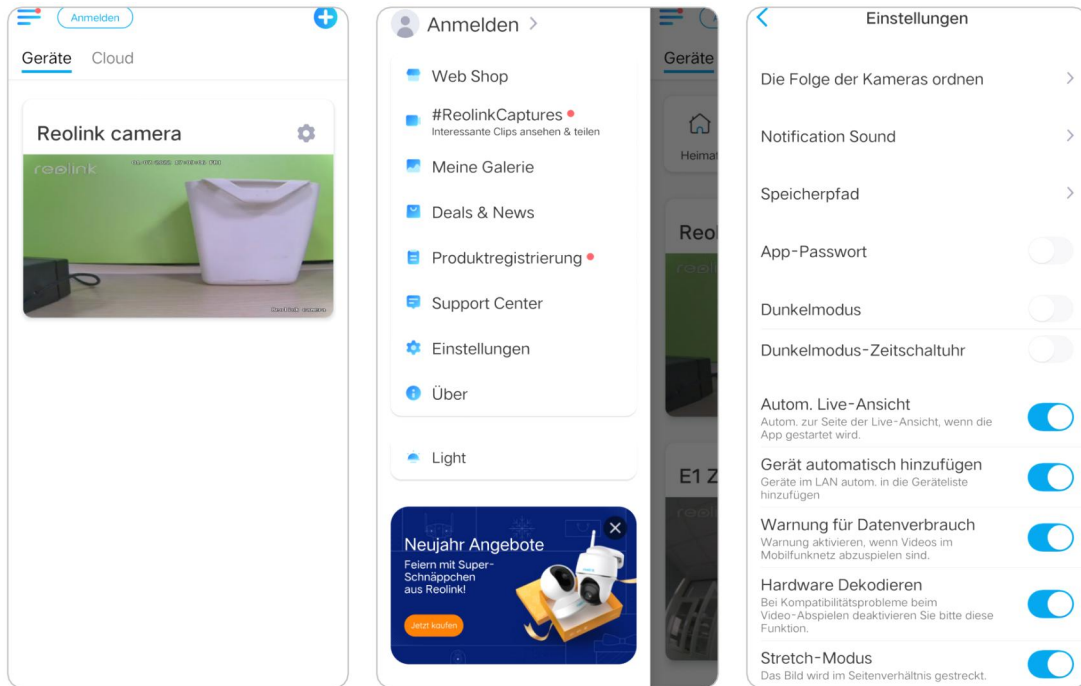 Anmelden
Geräte Cloud
Reolink camera
reolink
Reolink camera
Anmelden
Web Shop
#ReolinkCaptures
Interessante Clips ansehen & teilen
Meine Galerie
Deals & News
Produktregistrierung
Support Center
Einstellungen
Über
Light
Neujahr Angebote
Feiern mit Super-
Schnäppchen
aus Reolink!
Jetzt kaufen
Geräte
Heimat
Reol
E1 Z
Einstellungen
Die Folge der Kameras ordnen
Notification Sound
Speicherpfad
App-Passwort
Dunkelmodus
Dunkelmodus-Zeitschaltuhr
Autom. Live-Ansicht
Autom. zur Seite der Live-Ansicht, wenn die
App gestartet wird.
Gerät automatisch hinzufügen
Geräte im LAN autom. in die Geräteliste
hinzufügen
Warnung für Datenverbrauch
Warnung aktivieren, wenn Videos im
Mobilfunknetz abzuspielen sind.
Hardware Dekodieren
Bei Kompatibilitätsprobleme beim
Video-Abspielen deaktivieren Sie bitte diese
Funktion.
Stretch-Modus
Das Bild wird im Seitenverhältnis gestreckt.